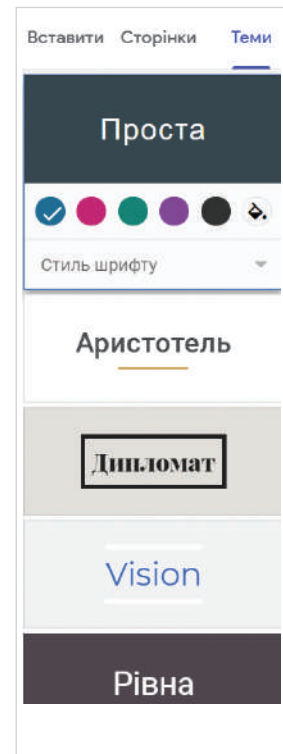 Вставити Сторінки Теми
Проста
Стиль шрифту
Аристотель
Дипломат
Vision
Рівна